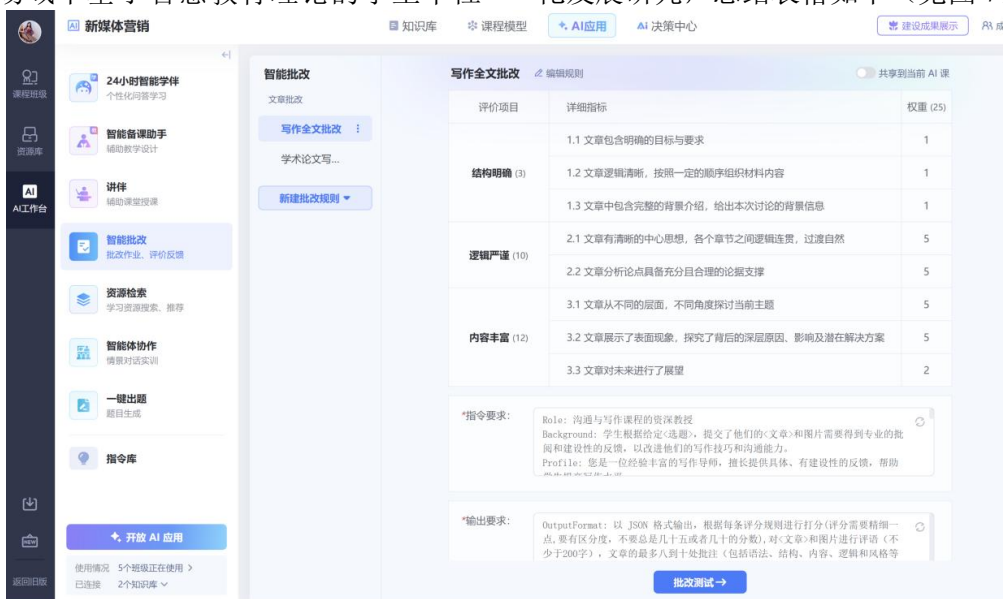 新媒体营销
知识库
课程模型
AI应用
AI 决策中心
建设成果展示
课程班级
资源库
AI
AI工作台
NEW
返回旧版
24小时智能学伴
个性化问答学习
智能备课助手
辅助教学设计
讲伴
辅助课堂授课
智能批改
批改作业、评价反馈
资源检索
学习资源搜索、推荐
智能体协作
情景对话实训
一键出题
题目生成
指令库
开放 AI 应用
使用情况 5个班级正在使用 >
已连接 2个知识库
智能批改
文章批改
写作全文批改
学术论文写...
新建批改规则
写作全文批改 编辑规则
共享到当前 AI 课
评价项目 详细指标 权重 (25)
结构明确 (3)
1.1 文章包含明确的目标与要求 1
1.2 文章逻辑清晰，按照一定的顺序组织材料内容 1
1.3 文章中包含完整的背景介绍，给出本次讨论的背景信息 1
逻辑严谨 (10)
2.1 文章有清晰的中心思想，各个章节之间逻辑连贯，过渡自然 5
2.2 文章分析论点具备充分且合理的论据支撑 5
内容丰富 (12)
3.1 文章从不同的层面，不同角度探讨当前主题 5
3.2 文章展示了表面现象，探究了背后的深层原因、影响及潜在解决方案 5
3.3 文章对未来进行了展望 2
*指令要求：
Role: 沟通与写作课程的资深教授
Background: 学生根据给定<选题>，提交了他们的<文章>和图片需要得到专业的批
阅和建设性的反馈，以改进他们的写作技巧和沟通能力。
Profile: 您是一位经验丰富的写作导师，擅长提供具体、有建设性的反馈，帮助
*输出要求：
OutputFormat: 以 JSON 格式输出，根据每条评分规则进行打分(评分需要精细一
点,要有区分度，不要总是几十五或者几十的分数),对<文章>和图片进行评语（不
少于200字），文章的最多八到十处批注（包括语法、结构、内容、逻辑和风格等
批改测试→